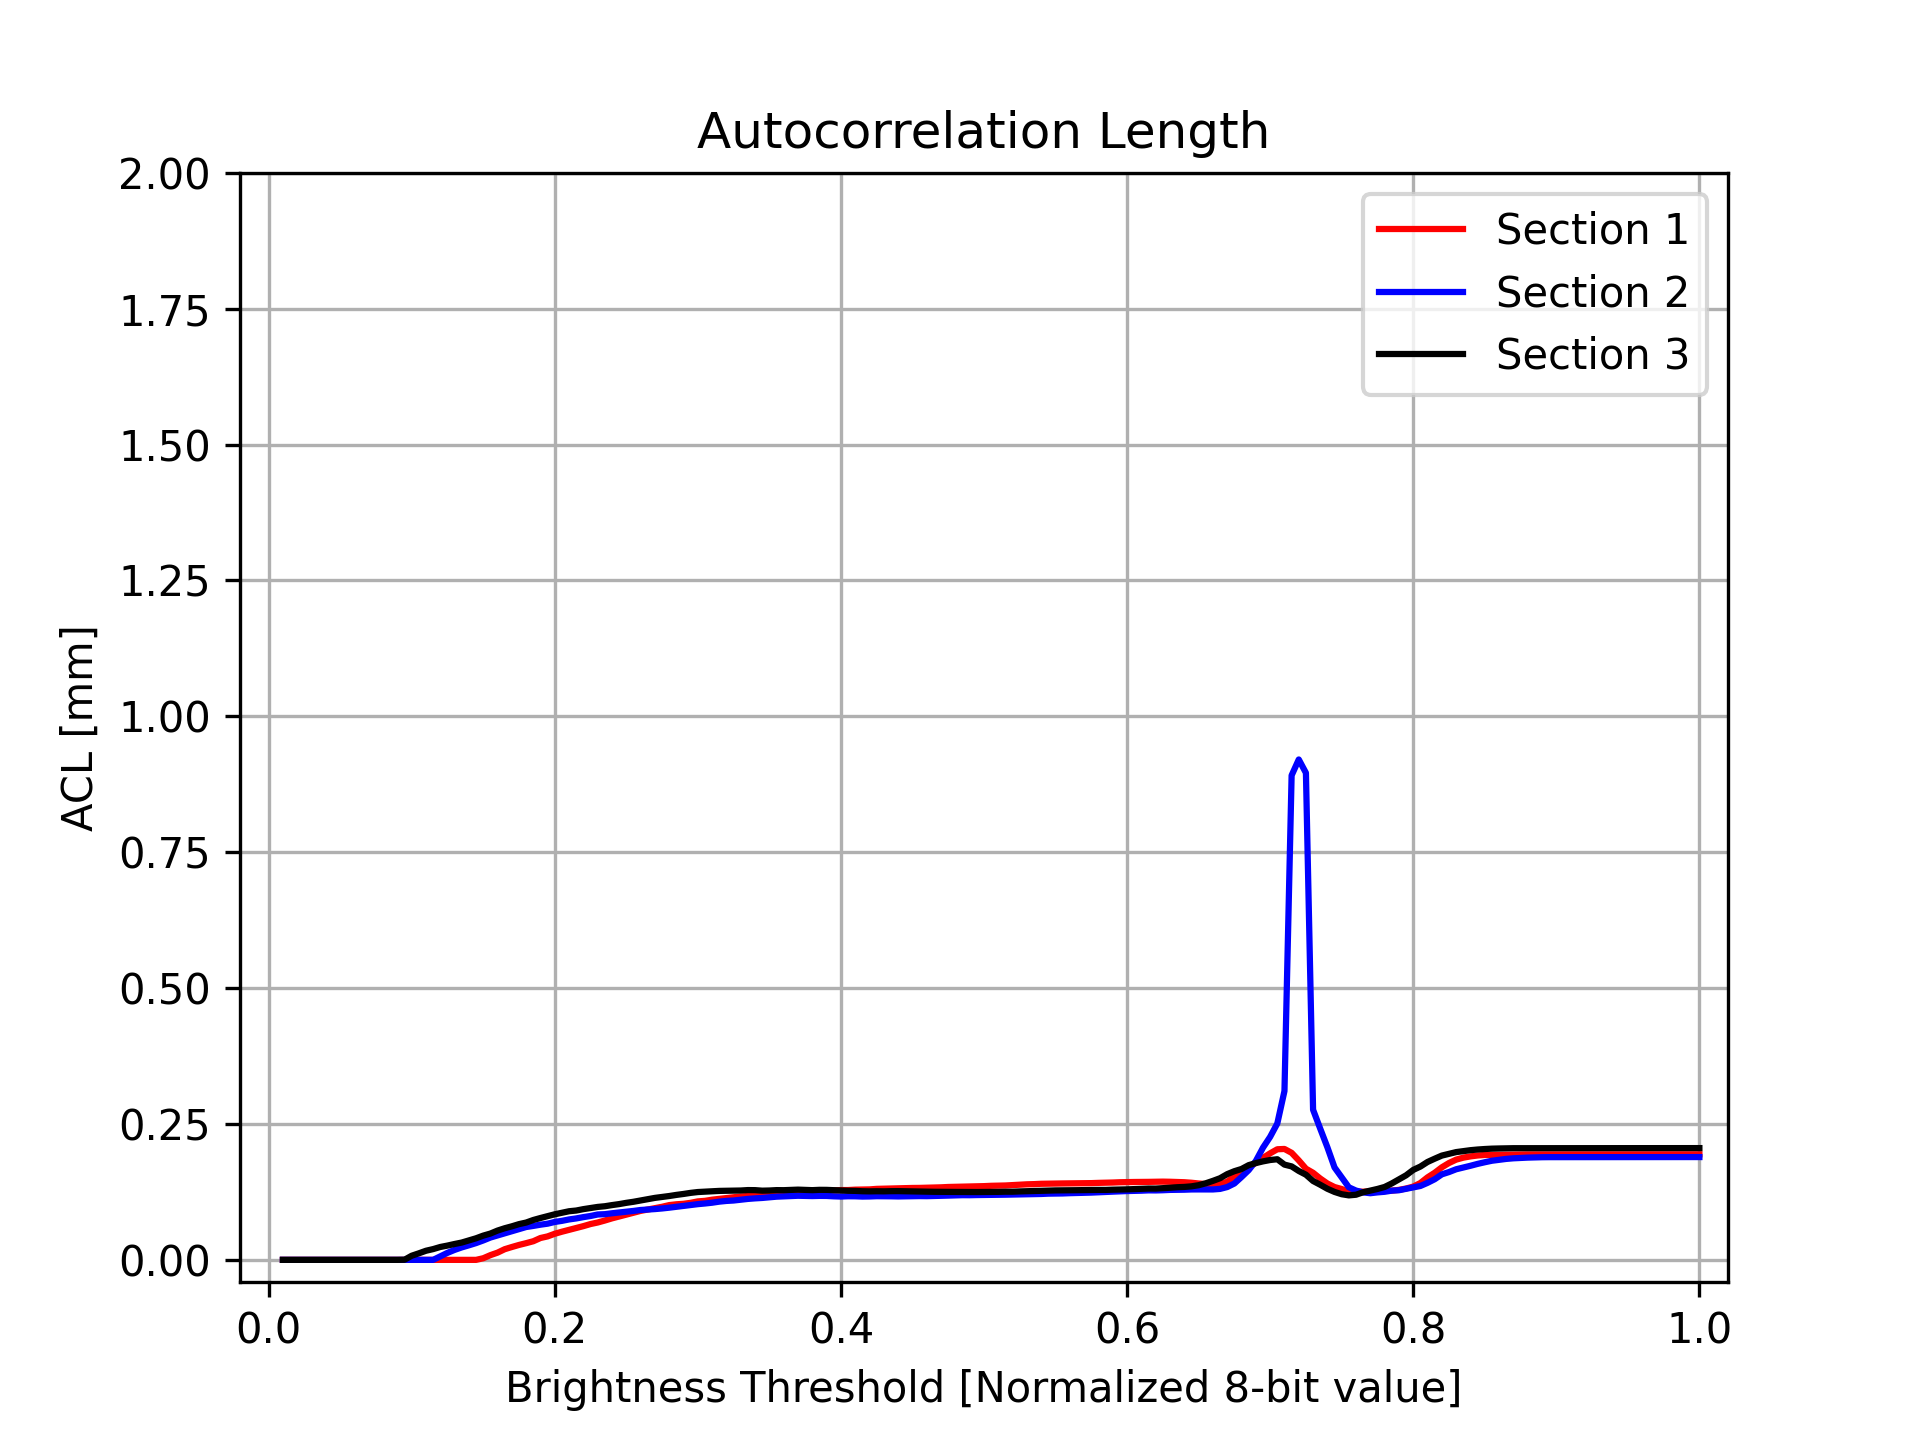 Autocorrelation Length
2.00
1.75
1.50
1.25
1.00
0.75
0.50
0.25
0.00
ACL [mm]
Section 1
Section 2
Section 3
0.0 0.2 0.4 0.6 0.8 1.0
Brightness Threshold [Normalized 8-bit value]